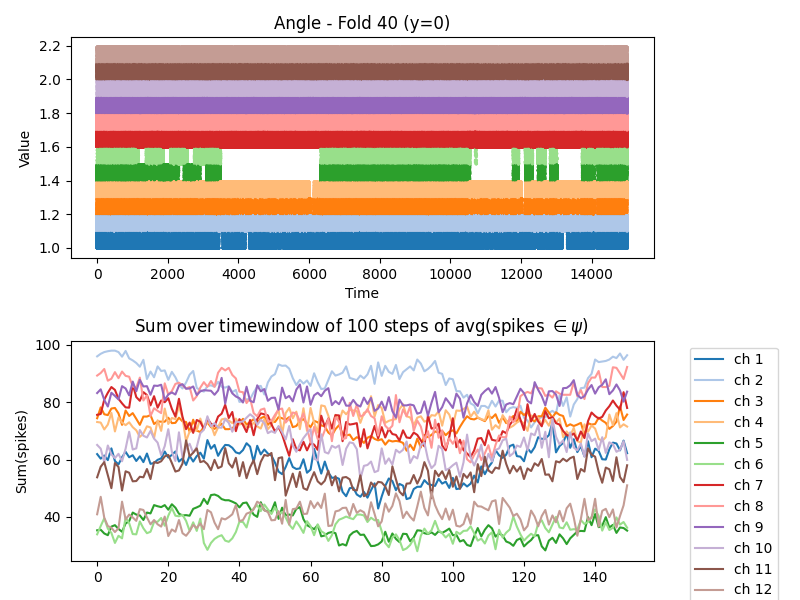 Angle - Fold 40 (y=0)
Value
2.2
2.0
1.8
1.6
1.4
1.2
1.0
0
2000
4000
6000
8000
10000
12000
14000
Time
Sum over timewindow of 100 steps of avg(spikes ∈ψ)
Sum(spikes)
100
80
60
40
0
20
40
60
80
100
120
140
ch 1
ch 2
ch 3
ch 4
ch 5
ch 6
ch 7
ch 8
ch 9
ch 10
ch 11
ch 12